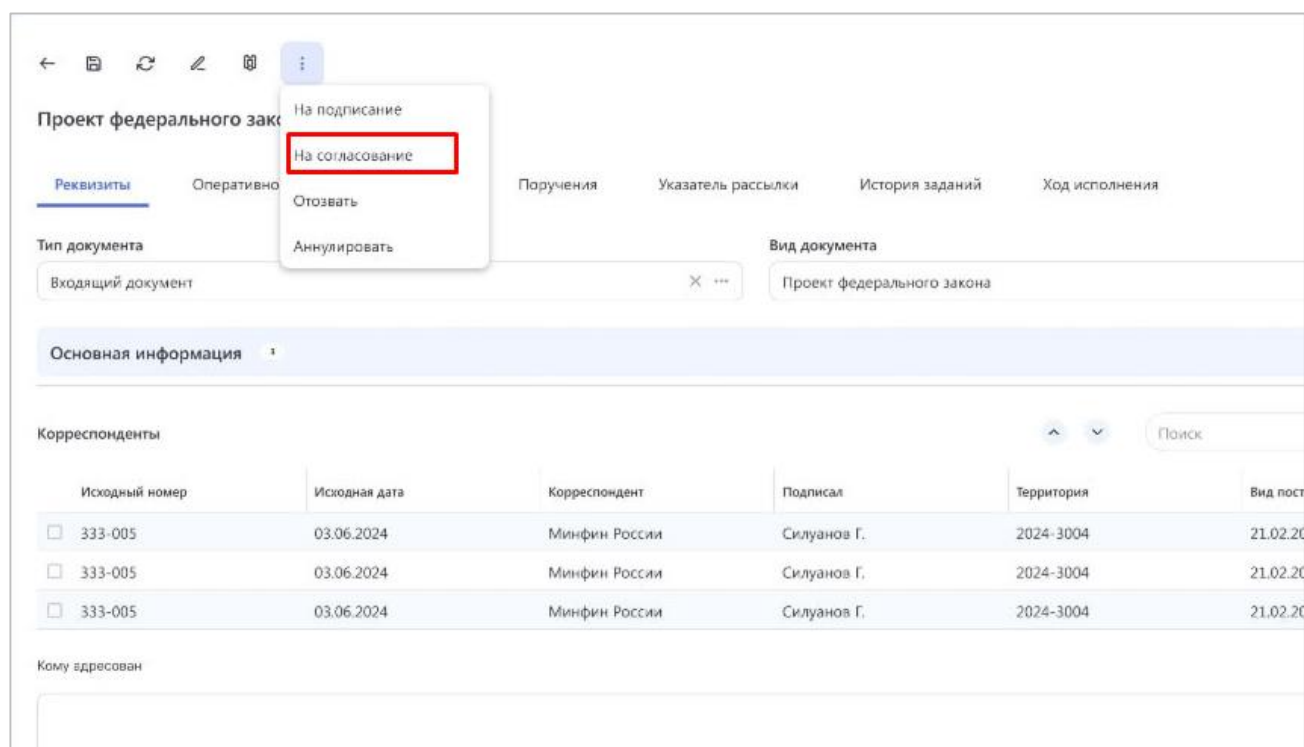 На подписание
Проект федерального зак
На согласование
Реквизиты Оперативно Поручения Указатель рассылки История заданий Ход исполнения
Отозвать
Аннулировать
Тип документа Вид документа
Входящий документ Проект федерального закона
Основная информация
Корреспонденты Поиск
Исходный номер Исходная дата Корреспондент Подписал Территория Вид пост
333-005 03.06.2024 Минфин России Силуанов Г. 2024-3004 21.02.20
333-005 03.06.2024 Минфин России Силуанов Г. 2024-3004 21.02.20
333-005 03.06.2024 Минфин России Силуанов Г. 2024-3004 21.02.20
Кому адресован